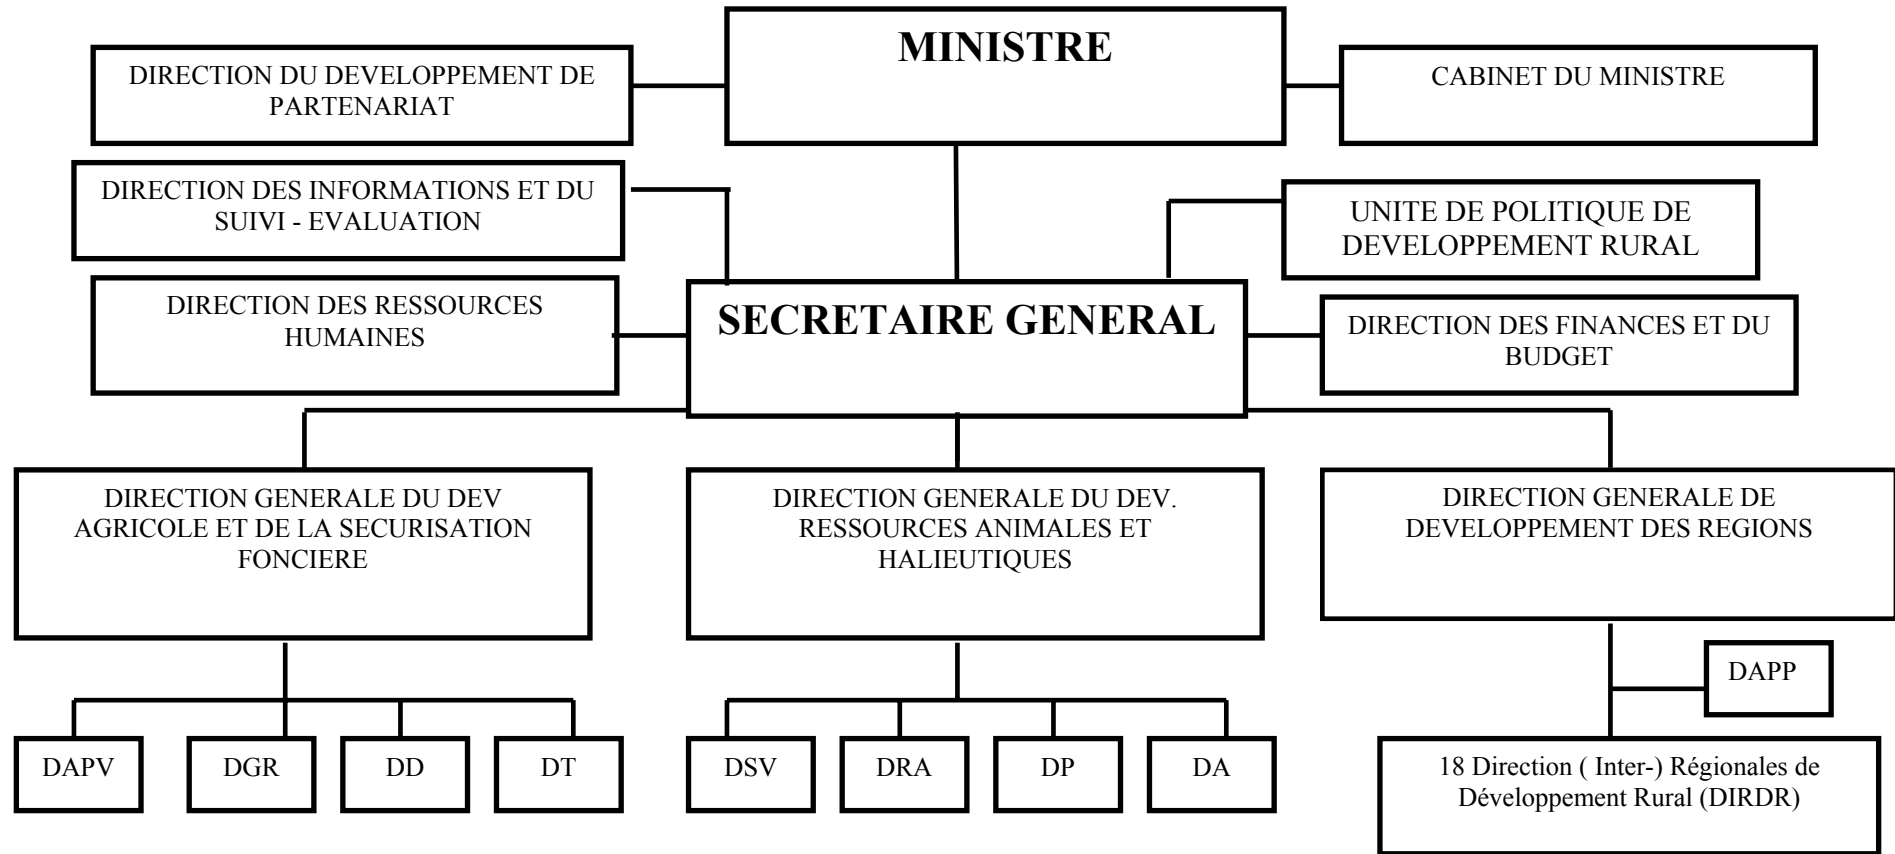 MINISTRE
DIRECTION DU DEVELOPPEMENT DE
PARTENARIAT
CABINET DU MINISTRE
DIRECTION DES INFORMATIONS ET DU
SUIVI - EVALUATION
UNITE DE POLITIQUE DE
DEVELOPPEMENT RURAL
DIRECTION DES RESSOURCES
HUMAINES
SECRETAIRE GENERAL
DIRECTION DES FINANCES ET DU
BUDGET
DIRECTION GENERALE DU DEV
AGRICOLE ET DE LA SECURISATION
FONCIERE
DIRECTION GENERALE DU DEV.
RESSOURCES ANIMALES ET
HALIEUTIQUES
DIRECTION GENERALE DE
DEVELOPPEMENT DES REGIONS
DAPP
DAPV
DGR
DD
DT
DSV
DRA
DP
DA
18 Direction ( Inter-) Régionales de
Développement Rural (DIRDR)